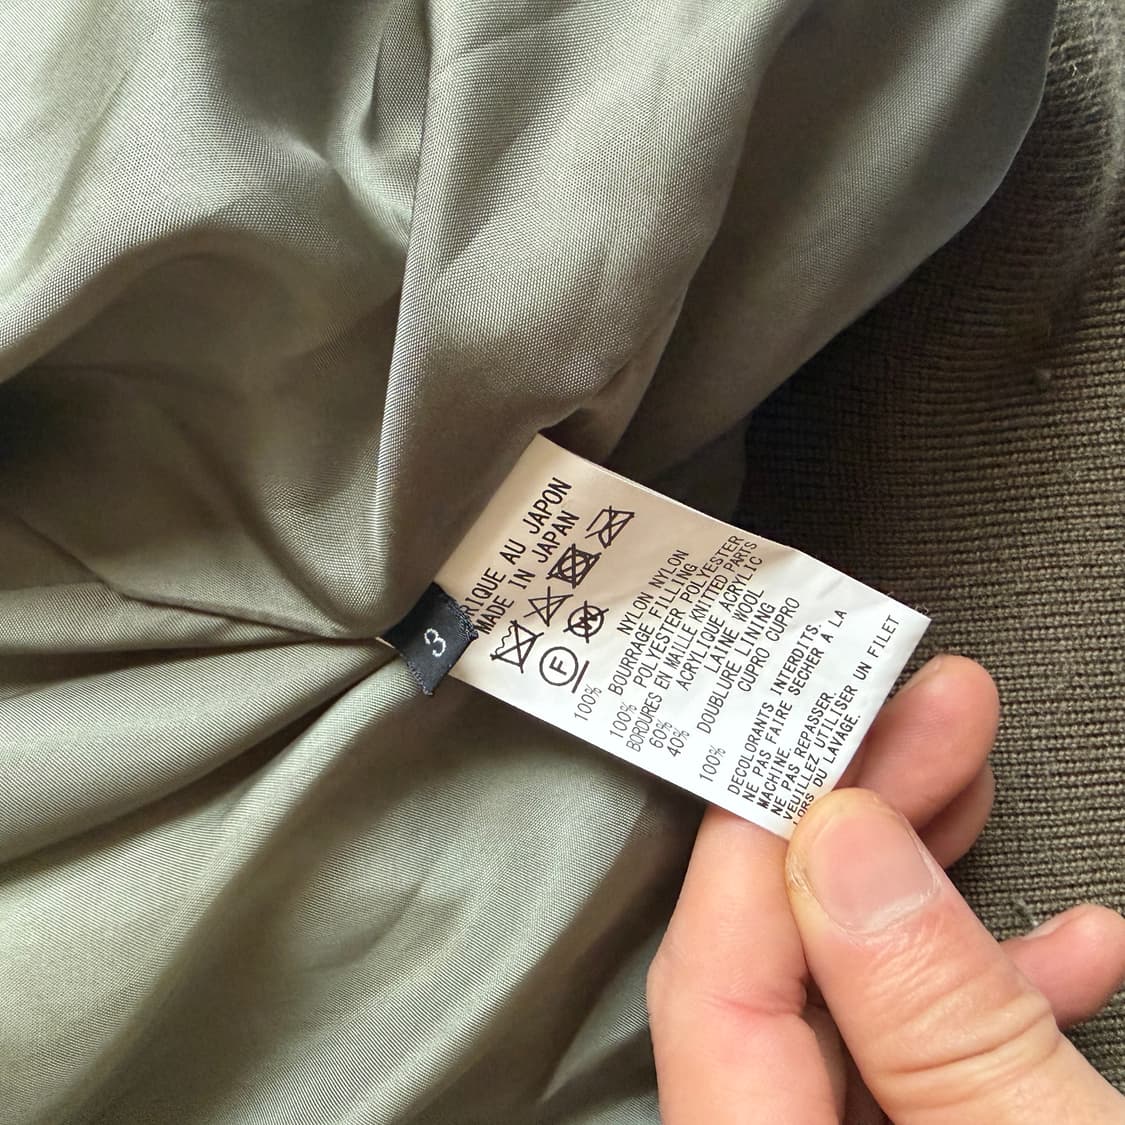 3
RIQUE AU JAPON
MADE IN JAPAN
W
F
100% NYLON NYLON
BOURRAGE FILLING
100% POLYESTER POLYESTER
BORDURES EN MAILLE KNITTED PARTS
60% ACRYLIQUE ACRYLIC
40% LAINE WOOL
DOUBLURE LINING
100% CUPRO CUPRO
DECOLORANTS INTERDITS.
NE PAS FAIRE SECHER À LA
MACHINE.
NE PAS REPASSER.
VEUILLEZ UTILISER UN FILET
LORS DU LAVAGE.